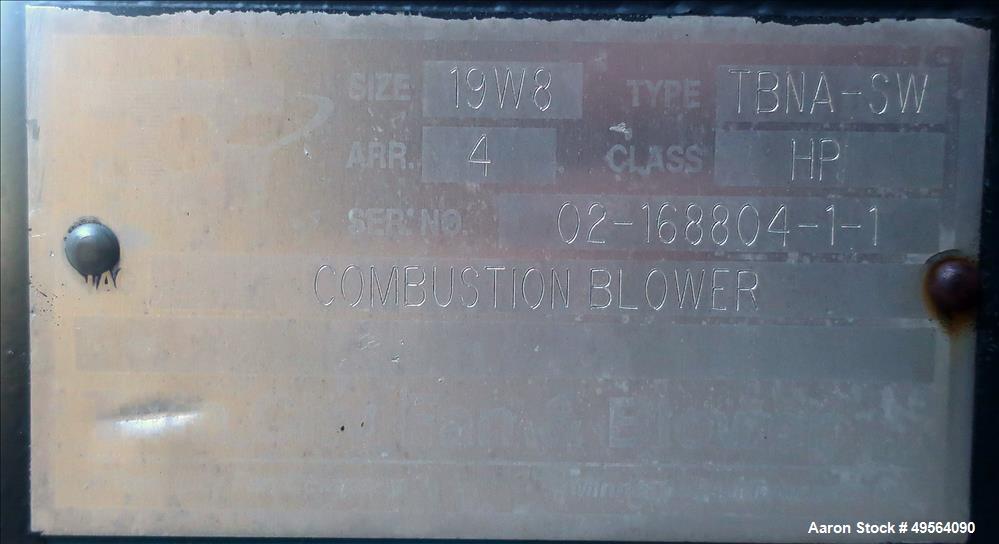 SIZE 19W8 TYPE TBNA-SW
ARR. 4 CLASS HP
SER. NO. 02-168804-1-1
COMBUSTION BLOWER
Aaron Stock # 49564090